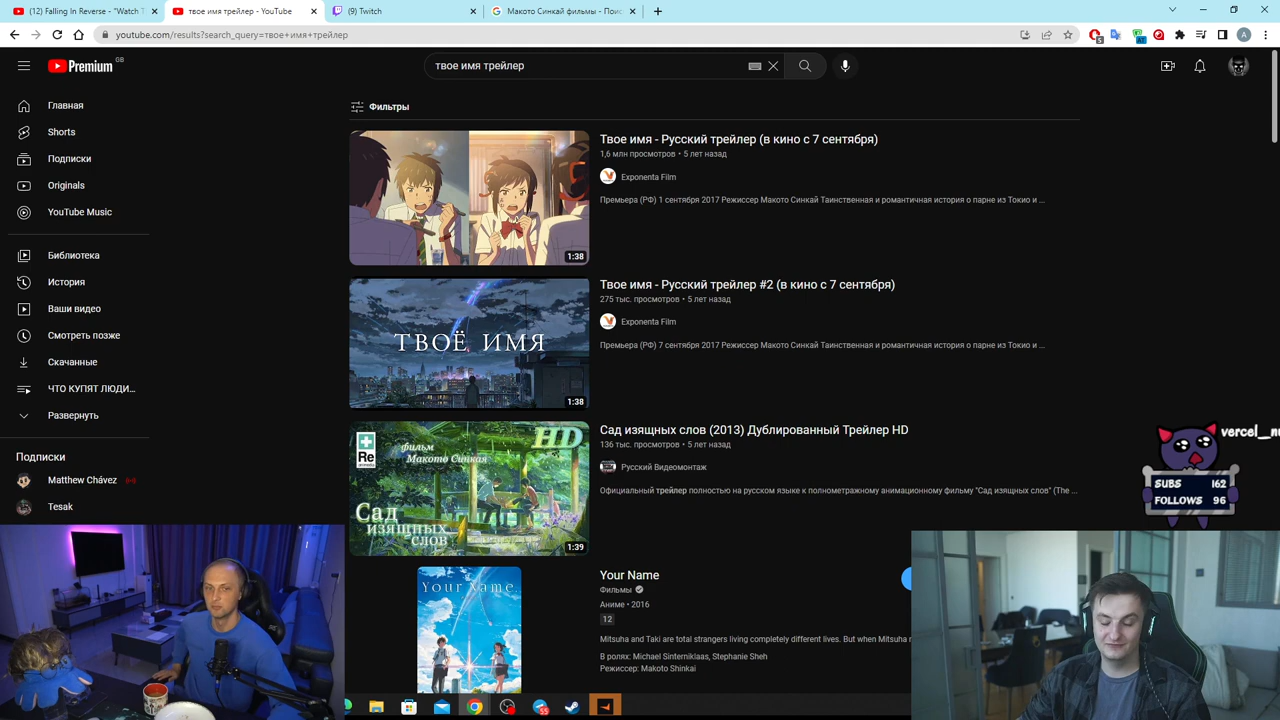 (12) Falling In Reverse - "Watch T
твое имя трейлер - YouTube
(9) Twitch
Макото Синкай фильмы - Поис
youtube.com/results?search_query=твое+имя+трейлер
Premium GB
твое имя трейлер
Главная
Shorts
Подписки
Originals
YouTube Music
Библиотека
История
Ваши видео
Смотреть позже
Скачанные
ЧТО КУПЯТ ЛЮДИ...
Развернуть
Подписки
Matthew Chávez
Tesak
Фильтры
1:38
Твое имя - Русский трейлер (в кино с 7 сентября)
1,6 млн просмотров • 5 лет назад
Exponenta Film
Премьера (РФ) 1 сентября 2017 Режиссер Макото Синкай Таинственная и романтичная история о парне из Токио и ...
ТВОЁ ИМЯ
1:38
Твое имя - Русский трейлер #2 (в кино с 7 сентября)
275 тыс. просмотров • 5 лет назад
Exponenta Film
Премьера (РФ) 7 сентября 2017 Режиссер Макото Синкай Таинственная и романтичная история о парне из Токио и ...
Re
фильм
Макото Синкая
HD
Сад
изящных
слов
1:39
Сад изящных слов (2013) Дублированный Трейлер HD
136 тыс. просмотров • 5 лет назад
Русский Видеомонтаж
Официальный трейлер полностью на русском языке к полнометражному анимационному фильму "Сад изящных слов" (The ...
Your Name.
Your Name
Фильмы
Аниме • 2016
12
Mitsuha and Taki are total strangers living completely different lives. But when Mitsuha
В ролях: Michael Sinterniklaas, Stephanie Sheh
Режиссер: Makoto Shinkai
vercel__nu
SUBS 162
FOLLOWS 96